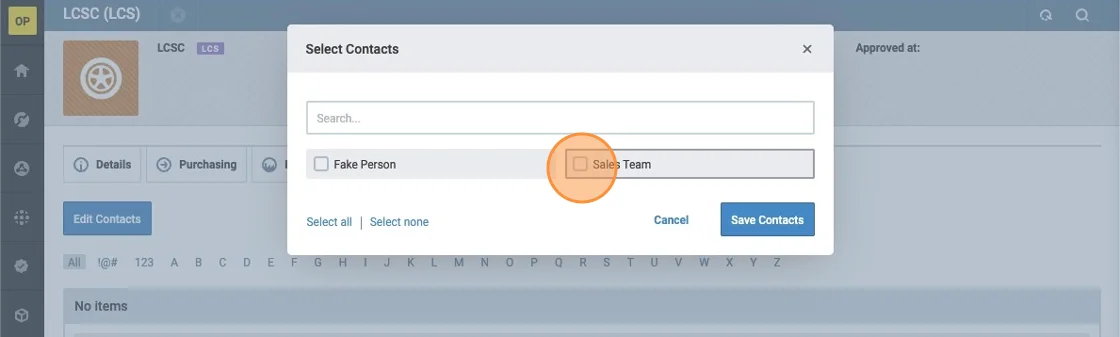 OP
LCSC (LCS)
LCSC LCS
Approved at:
Select Contacts
Search...
Fake Person
Sales Team
Select all | Select none
Cancel
Save Contacts
Details
Purchasing
Edit Contacts
All !@# 123 A B C D E F G H I J K L M N O P Q R S T U V W X Y Z
No items